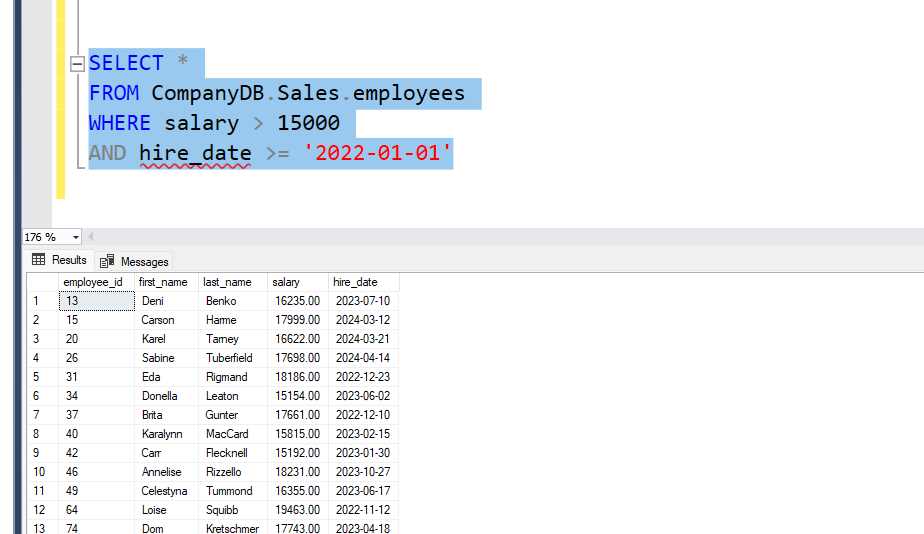 SELECT *
FROM CompanyDB.Sales.employees
WHERE salary > 15000
AND hire_date >= '2022-01-01'
176 %
Results Messages
employee_id first_name last_name salary hire_date
1 13 Deni Benko 16235.00 2023-07-10
2 15 Carson Harme 17999.00 2024-03-12
3 20 Karel Tarney 16622.00 2024-03-21
4 26 Sabine Tuberfield 17698.00 2024-04-14
5 31 Eda Rigmand 18186.00 2022-12-23
6 34 Donella Leaton 15154.00 2023-06-02
7 37 Brita Gunter 17661.00 2022-12-10
8 40 Karalynn MacCard 15815.00 2023-02-15
9 42 Carr Flecknell 15192.00 2023-01-30
10 46 Annelise Rizzello 18231.00 2023-10-27
11 49 Celestyna Tummond 16355.00 2023-06-17
12 64 Loise Squibb 19463.00 2022-11-12
13 74 Dom Kretschmer 17743.00 2023-04-18